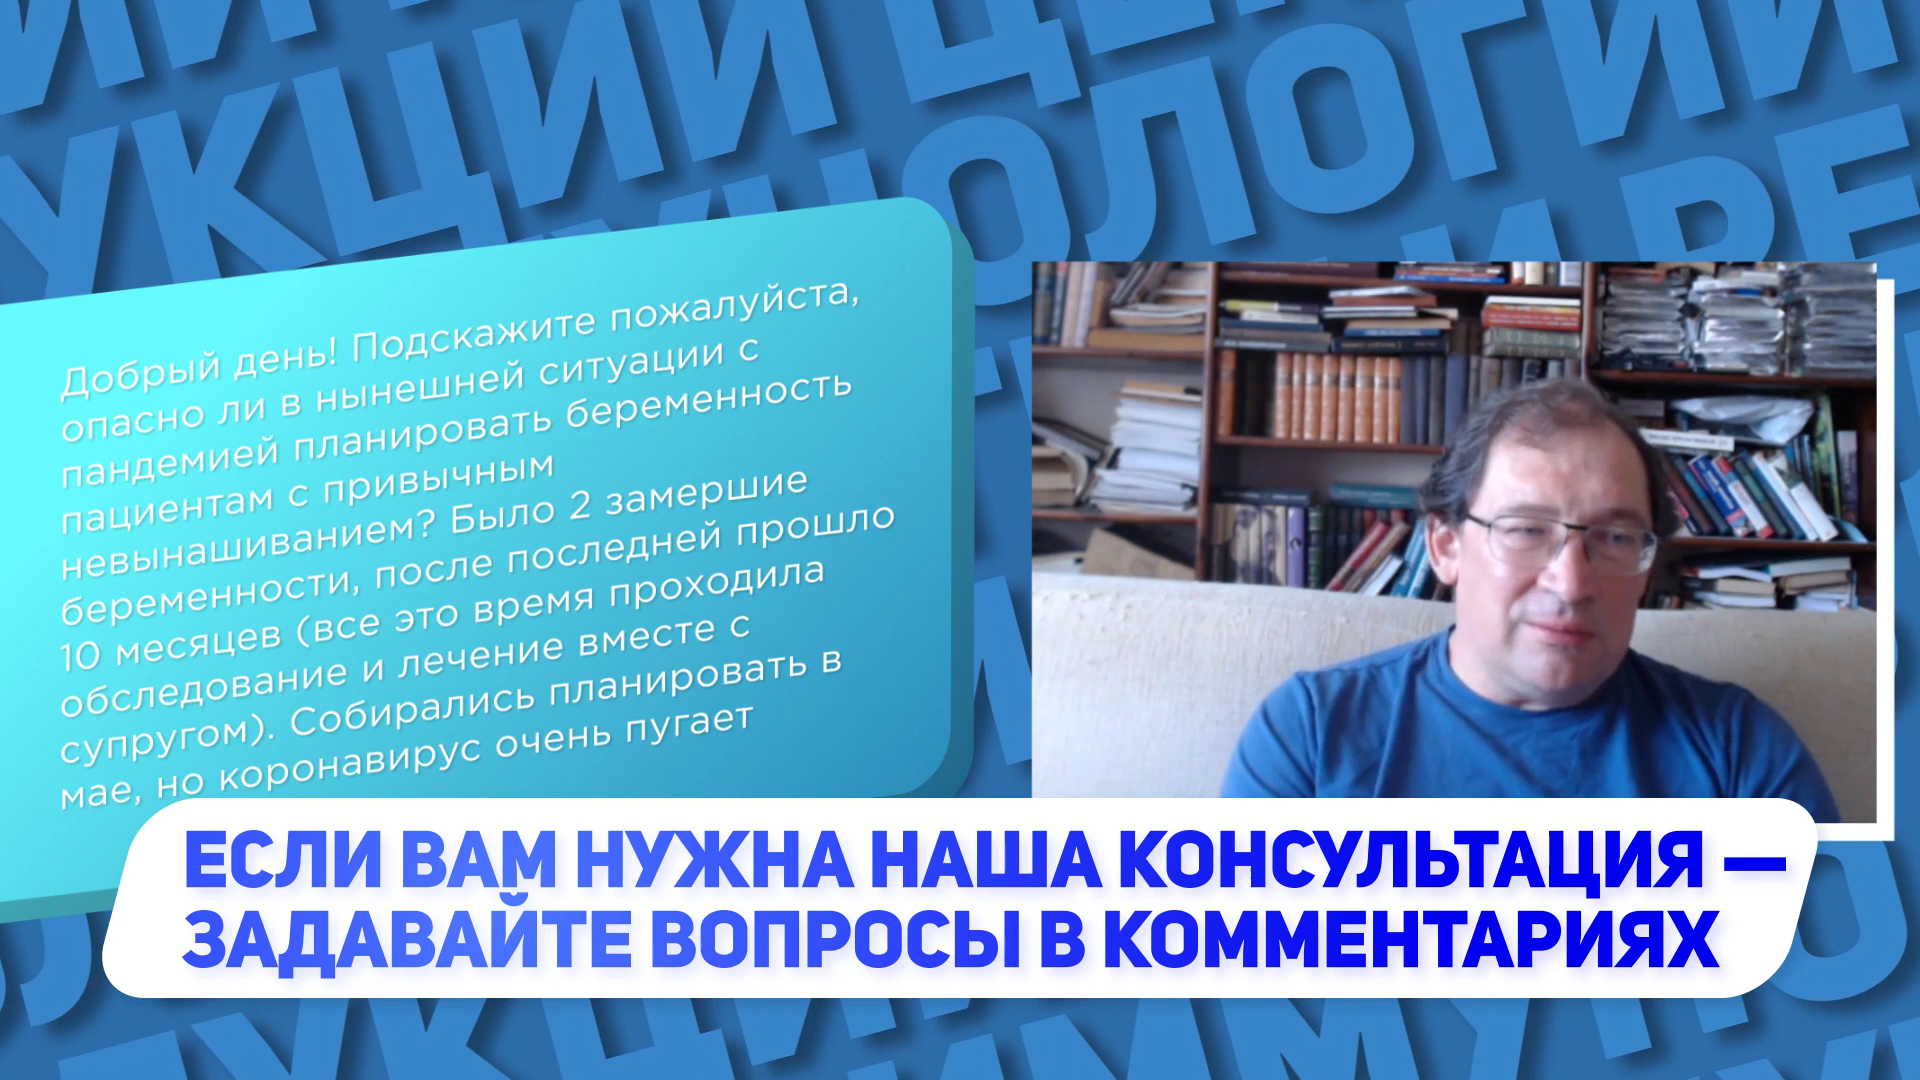 Добрый день! Подскажите пожалуйста,
опасно ли в нынешней ситуации с
пандемией планировать беременность
пациентам с привычным
невынашиванием? Было 2 замершие
беременности, после последней прошло
10 месяцев (все это время проходила
обследование и лечение вместе с
супругом). Собирались планировать в
мае, но коронавирус очень пугает
ЕСЛИ ВАМ НУЖНА НАША КОНСУЛЬТАЦИЯ —
ЗАДАВАЙТЕ ВОПРОСЫ В КОММЕНТАРИЯХ